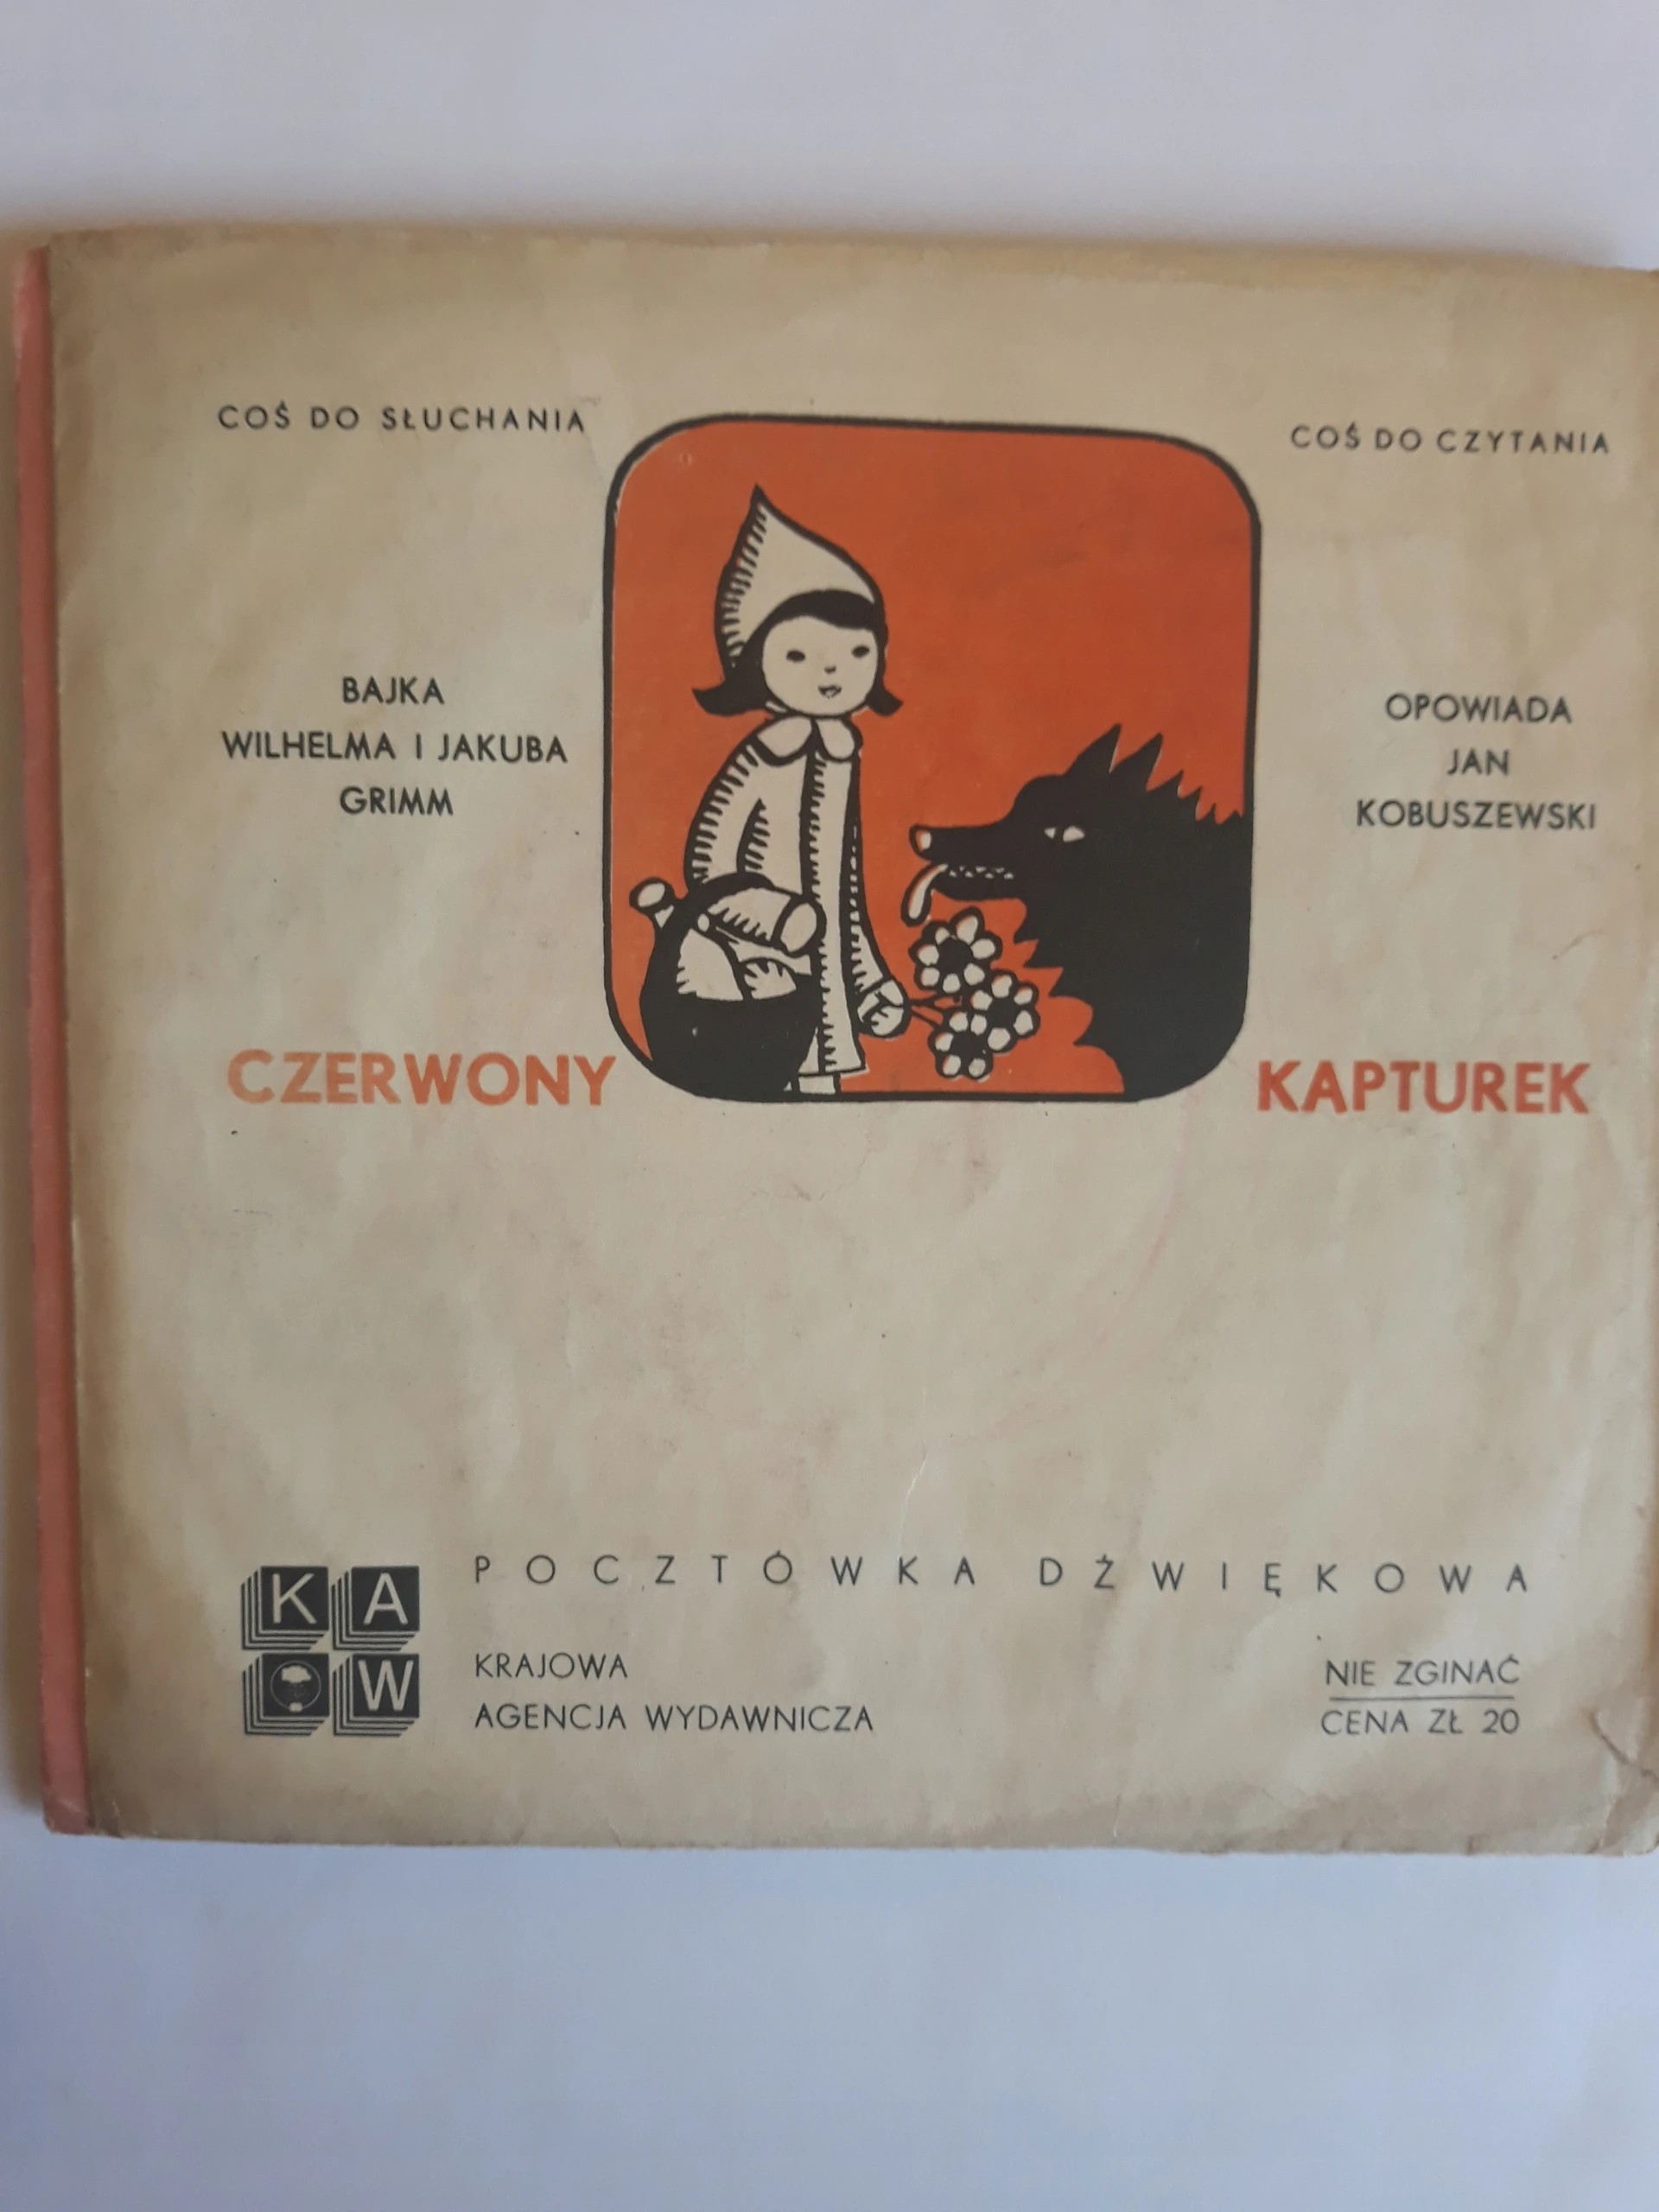 COŚ DO SŁUCHANIA
COŚ DO CZYTANIA
BAJKA
WILHELMA I JAKUBA
GRIMM
OPOWIADA
JAN
KOBUSZEWSKI
CZERWONY KAPTUREK
KA
W
POCZTÓWKA DŹWIĘKOWA
KRAJOWA
AGENCJA WYDAWNICZA
NIE ZGINAĆ
CENA ZŁ 20